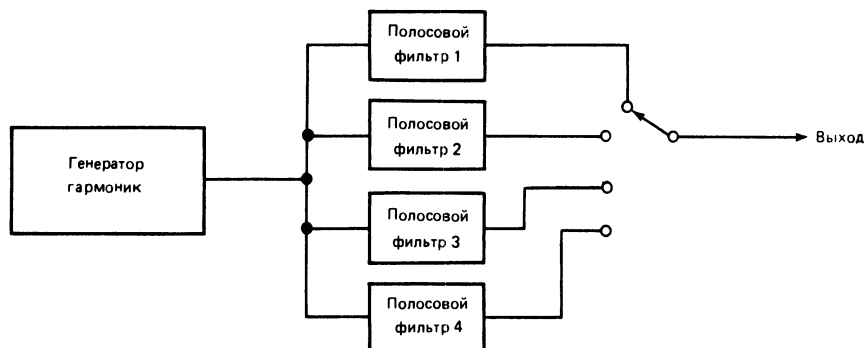 Полосовой
фильтр 1
Полосовой
фильтр 2
Генератор
гармоник
Выход
Полосовой
фильтр 3
Полосовой
фильтр 4